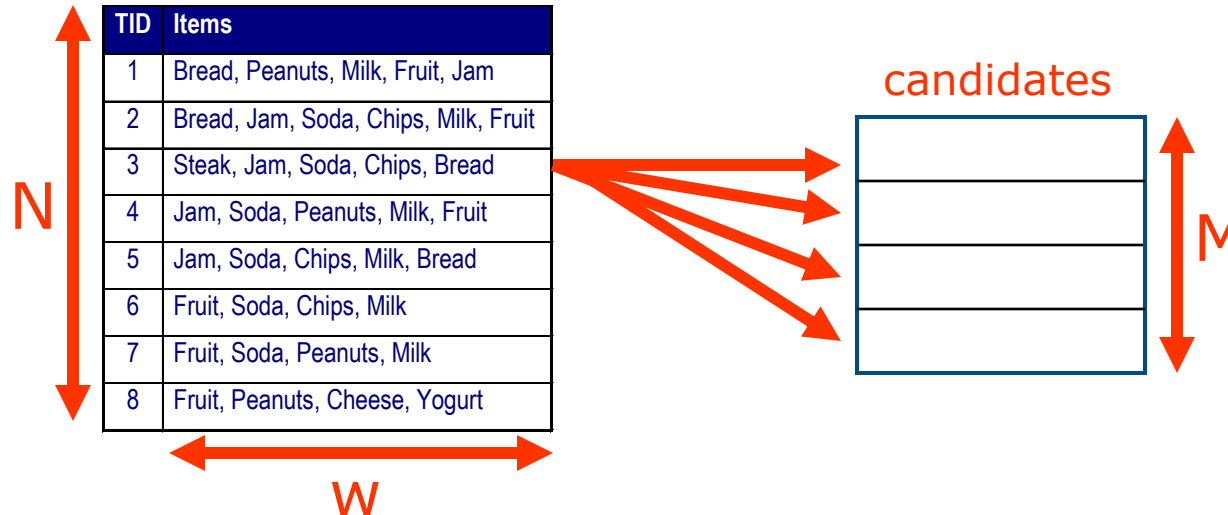 TID Items
1 Bread, Peanuts, Milk, Fruit, Jam
2 Bread, Jam, Soda, Chips, Milk, Fruit
3 Steak, Jam, Soda, Chips, Bread
4 Jam, Soda, Peanuts, Milk, Fruit
5 Jam, Soda, Chips, Milk, Bread
6 Fruit, Soda, Chips, Milk
7 Fruit, Soda, Peanuts, Milk
8 Fruit, Peanuts, Cheese, Yogurt
N
w
candidates
M